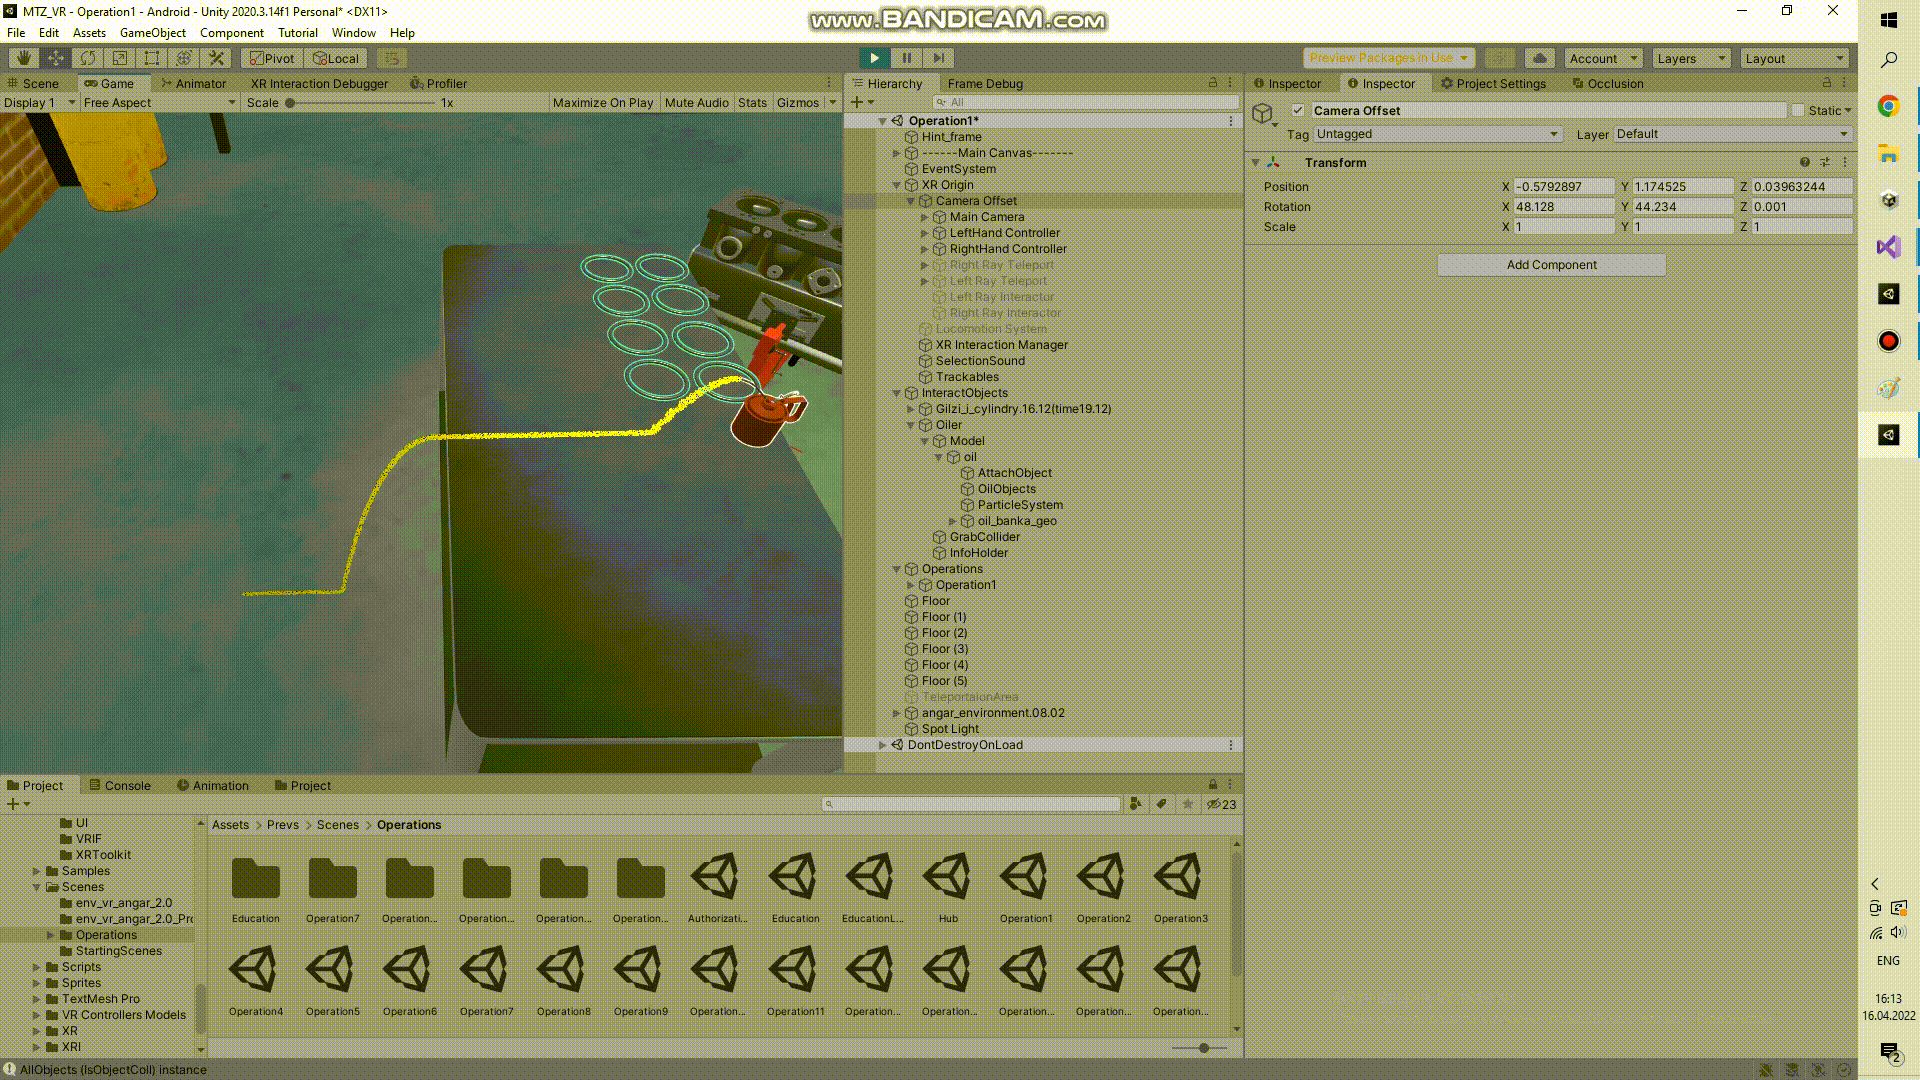 MTZ_VR - Operation1 - Android - Unity 2020.3.14f1 Personal* <DX11>
www.BANDICAM.com
File Edit Assets GameObject Component Tutorial Window Help
Pivot Local
Preview Packages in Use
Account Layers Layout
Scene Game Animator XR Interaction Debugger Profiler
Display 1 Free Aspect Scale 1x Maximize On Play Mute Audio Stats Gizmos
Hierarchy Frame Debug
All
Operation1*
Hint_frame
------Main Canvas-------
EventSystem
XR Origin
Camera Offset
Main Camera
LeftHand Controller
RightHand Controller
Right Ray Teleport
Left Ray Teleport
Left Ray Interactor
Right Ray Interactor
Locomotion System
XR Interaction Manager
SelectionSound
Trackables
InteractObjects
Gilzi_i_cylindry.16.12(time19.12)
Oiler
Model
oil
AttachObject
OilObjects
ParticleSystem
oil_banka_geo
GrabCollider
InfoHolder
Operations
Operation1
Floor
Floor (1)
Floor (2)
Floor (3)
Floor (4)
Floor (5)
TeleportaionArea
angar_environment.08.02
Spot Light
DontDestroyOnLoad
Inspector Inspector Project Settings Occlusion
Camera Offset Static
Tag Untagged Layer Default
Transform
Position X -0.5792897 Y 1.174525 Z 0.03963244
Rotation X 48.128 Y 44.234 Z 0.001
Scale X 1 Y 1 Z 1
Add Component
Project Console Animation Project
23
UI
VRIF
XRToolkit
Samples
Scenes
env_vr_angar_2.0
env_vr_angar_2.0_Pro
Operations
StartingScenes
Scripts
Sprites
TextMesh Pro
VR Controllers Models
XR
XRI
Assets > Prevs > Scenes > Operations
Education Operation7 Operation... Operation... Operation... Operation... Authorizati... Education EducationL... Hub Operation1 Operation2 Operation3
Operation4 Operation5 Operation6 Operation7 Operation8 Operation9 Operation... Operation11 Operation... Operation... Operation... Operation... Operation...
AllObjects (IsObjectColl) instance
ENG
16:13
16.04.2022
2